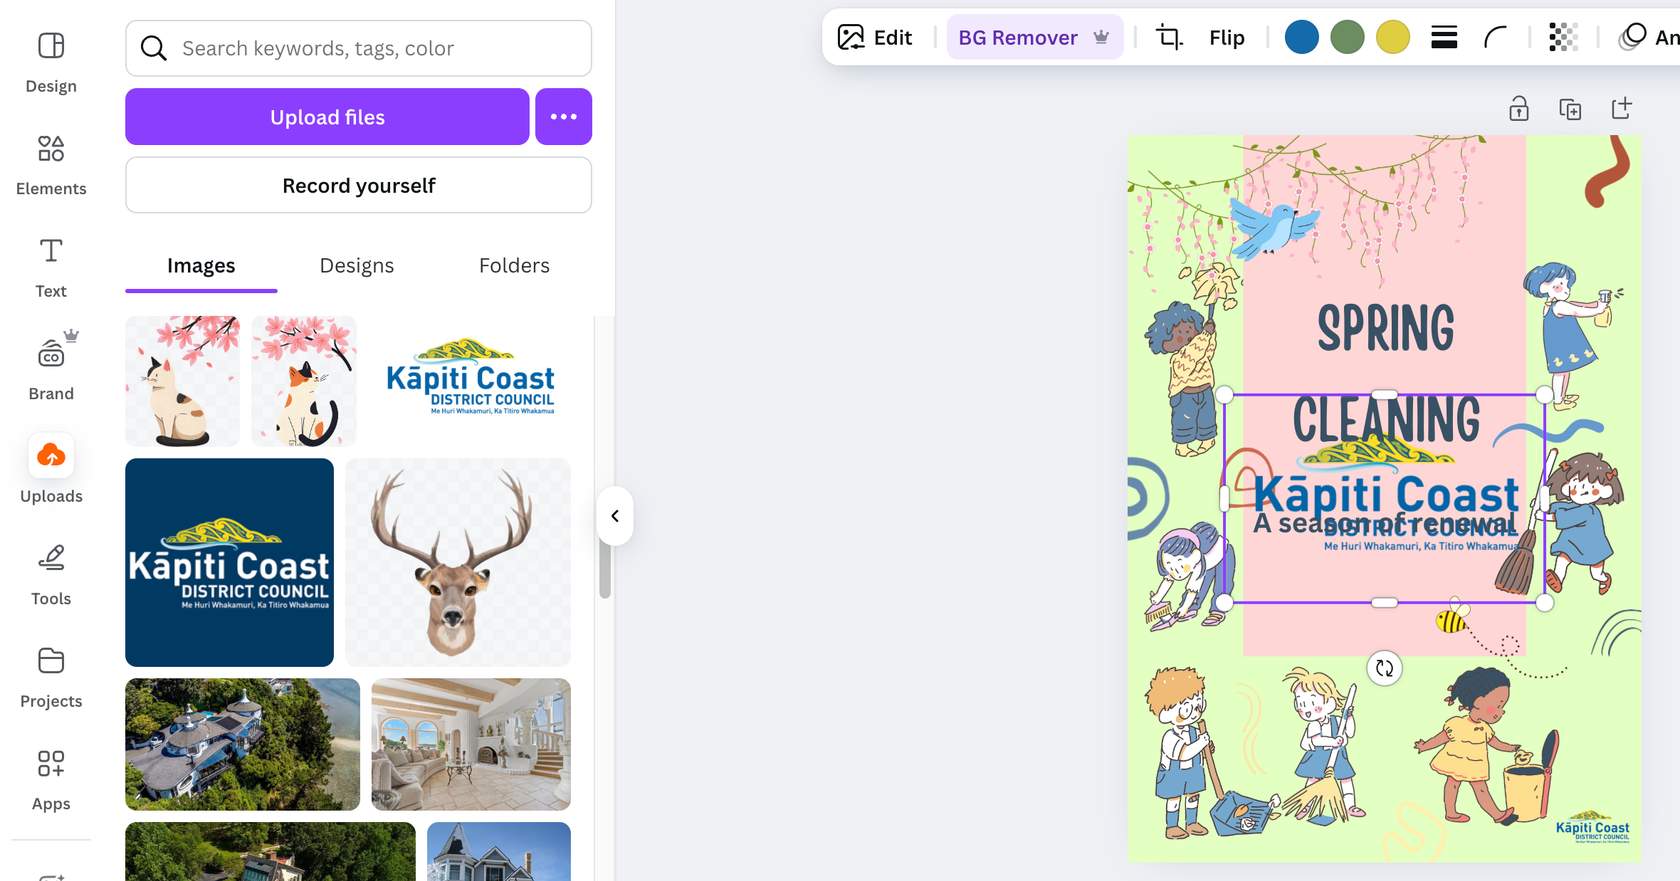 Design
Elements
Text
Brand
Uploads
Tools
Projects
Apps
Search keywords, tags, color
Upload files
Record yourself
Images
Designs
Folders
Kāpiti Coast
DISTRICT COUNCIL
Me Huri Whakamuri, Ka Titiro Whakamua
Kāpiti Coast
DISTRICT COUNCIL
Me Huri Whakamuri, Ka Titiro Whakamua
Edit
BG Remover
Flip
An
SPRING
CLEANING
Kāpiti Coast
A season of renewal
DISTRICT COUNCIL
Me Huri Whakamuri, Ka Titiro Whakamua
Kāpiti Coast
DISTRICT COUNCIL